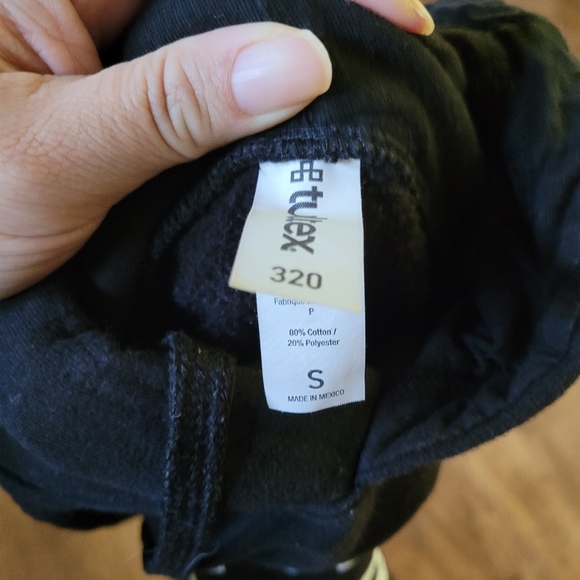 tultex
320
P
80% Cotton /
20% Polyester
S
MADE IN MEXICO